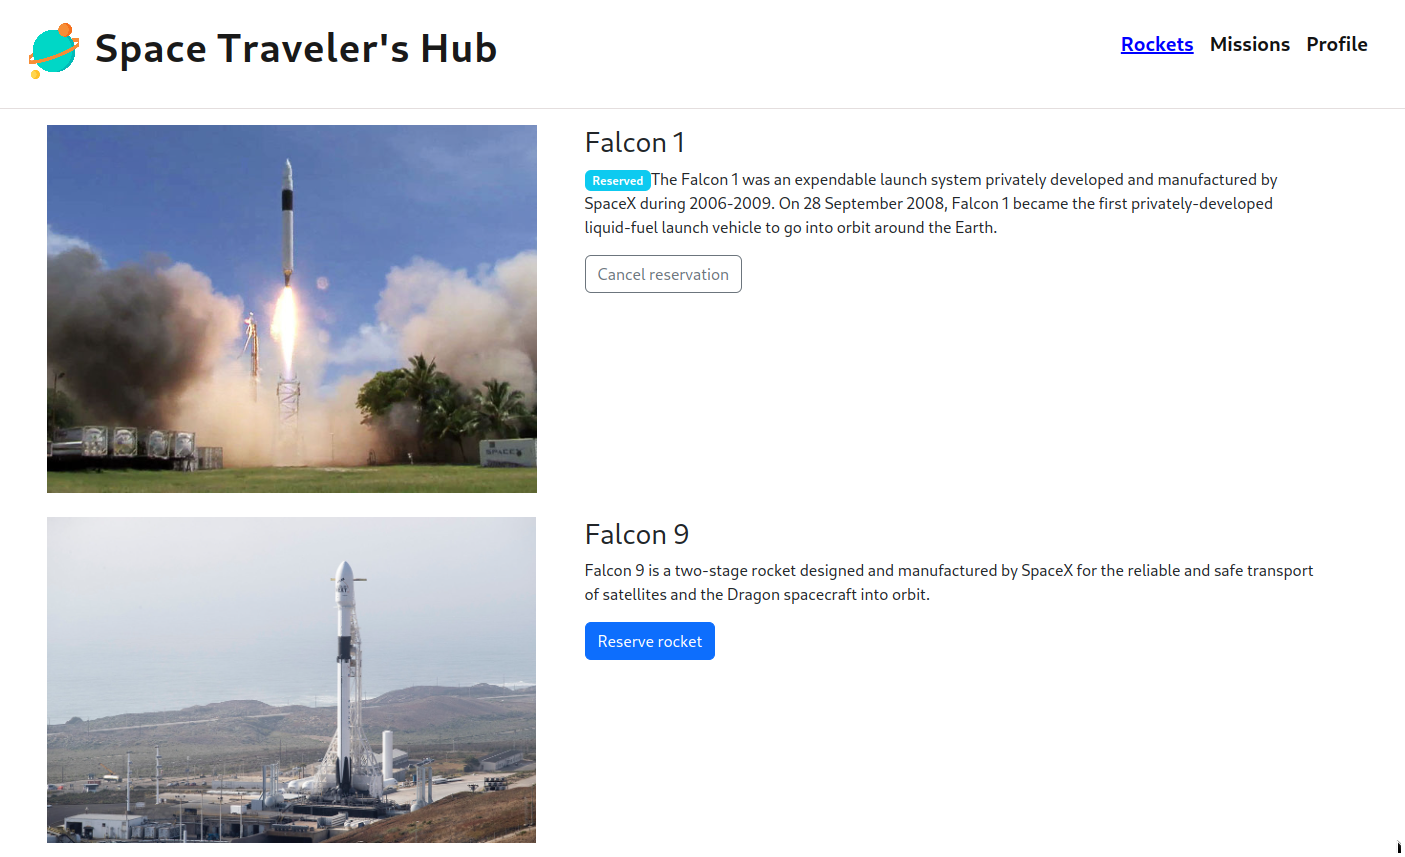 Space Traveler's Hub
Rockets Missions Profile
Falcon 1
Reserved The Falcon 1 was an expendable launch system privately developed and manufactured by
SpaceX during 2006-2009. On 28 September 2008, Falcon 1 became the first privately-developed
liquid-fuel launch vehicle to go into orbit around the Earth.
Cancel reservation
SPACEX
Falcon 9
Falcon 9 is a two-stage rocket designed and manufactured by SpaceX for the reliable and safe transport
of satellites and the Dragon spacecraft into orbit.
Reserve rocket